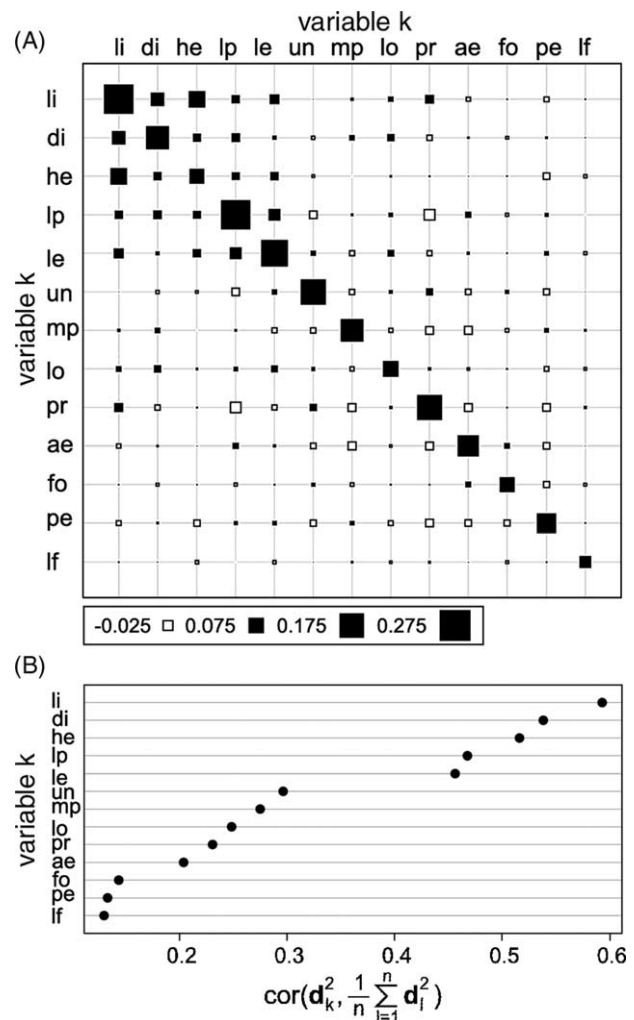 variable k
(A)
li di he lp le un mp lo pr ae fo pe lf
variable k
li
di
he
lp
le
un
mp
lo
pr
ae
fo
pe
lf
-0.025 0.075 0.175 0.275
(B)
variable k
li
di
he
lp
le
un
mp
lo
pr
ae
fo
pe
lf
0.2 0.3 0.4 0.5 0.6
cor(d²ₖ, 1/n ∑ⁿₗ₌₁ d²ₗ)